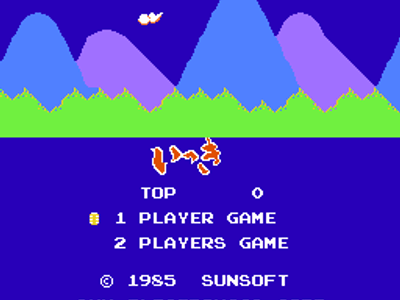 いっき
TOP 0
1 PLAYER GAME
2 PLAYERS GAME
© 1985 SUNSOFT